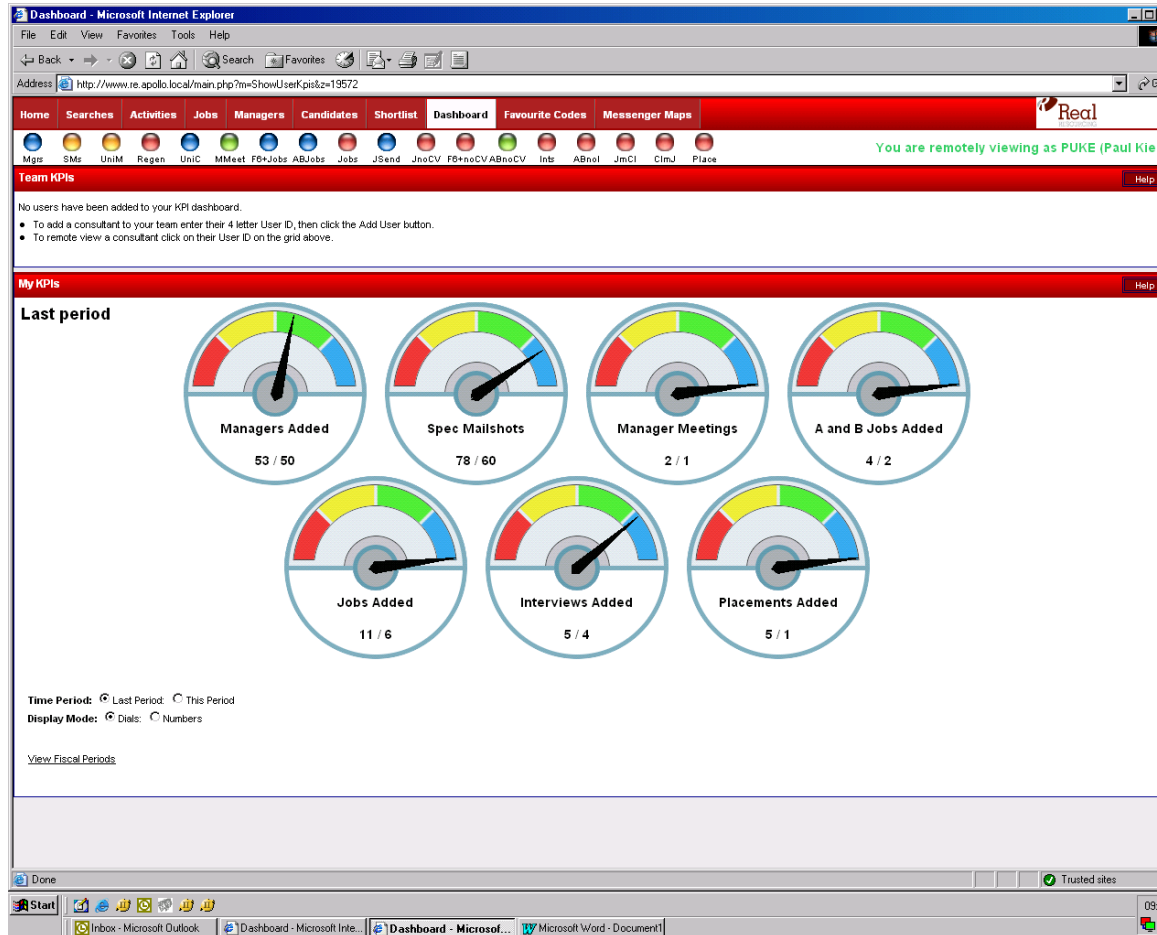 Dashboard - Microsoft Internet Explorer
File Edit View Favorites Tools Help
Back Search Favorites
Address http://www.re.apollo.local/main.php?m=ShowUserKpis&z=19572
Home Searches Activities Jobs Managers Candidates Shortlist Dashboard Favourite Codes Messenger Maps Real
Mgrs SMs UniM Regen UniC MMeet F6+Jobs ABJobs Jobs JSend JnoCV F6+noCV ABnoCV Ints ABnoI JmCl ClmJ Place
You are remotely viewing as PUKE (Paul Kie
Team KPIs Help
No users have been added to your KPI dashboard.
• To add a consultant to your team enter their 4 letter User ID, then click the Add User button.
• To remote view a consultant click on their User ID on the grid above.
My KPIs Help
Last period
Managers Added Spec Mailshots Manager Meetings A and B Jobs Added
53 / 50 78 / 60 2 / 1 4 / 2
Jobs Added Interviews Added Placements Added
11 / 6 5 / 4 5 / 1
Time Period: Last Period: This Period
Display Mode: Dials: Numbers
View Fiscal Periods
Done Trusted sites
Start 09:
Inbox - Microsoft Outlook Dashboard - Microsoft Inte... Dashboard - Microsof... Microsoft Word - Document1